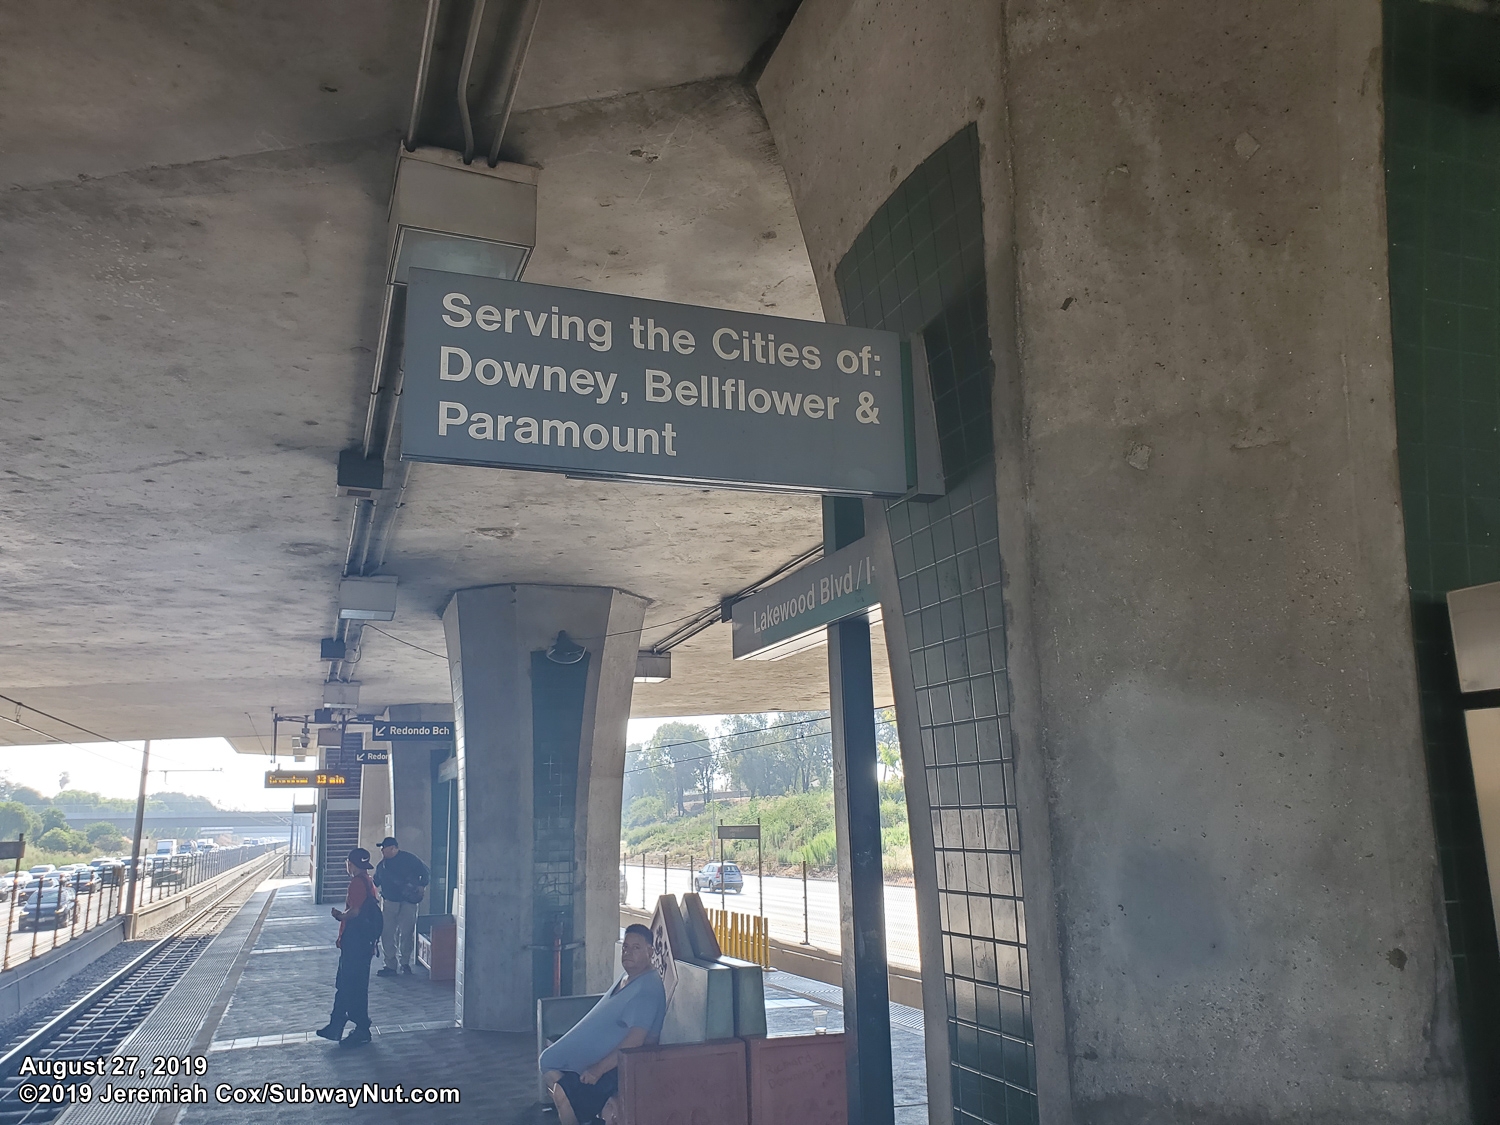 Serving the Cities of:
Downey, Bellflower &
Paramount
Lakewood Blvd / I-
Redondo Bch
Redon
13 min
August 27, 2019
©2019 Jeremiah Cox/SubwayNut.com